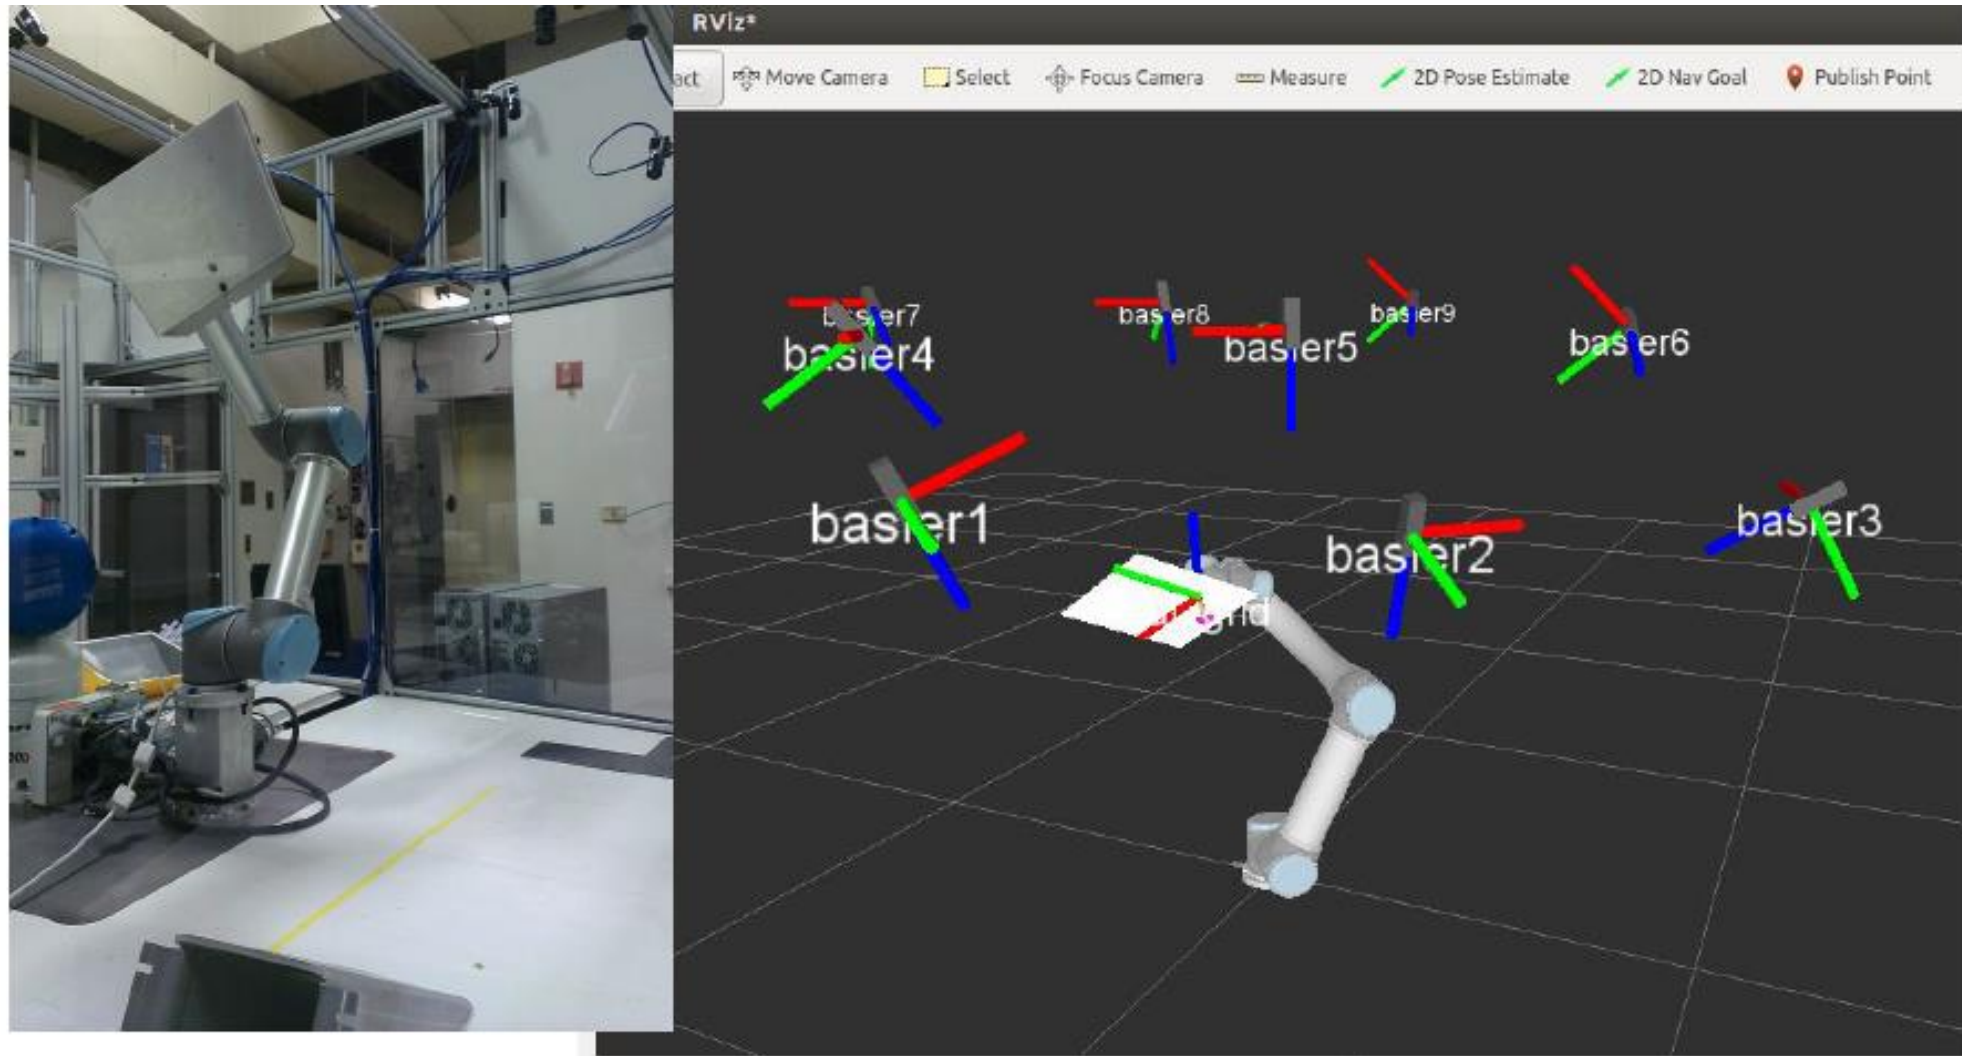 RViz*
act Move Camera Select Focus Camera Measure 2D Pose Estimate 2D Nav Goal Publish Point
basler7
basler8
basler9
basler4
basler5
basler6
basler1
basler2
basler3